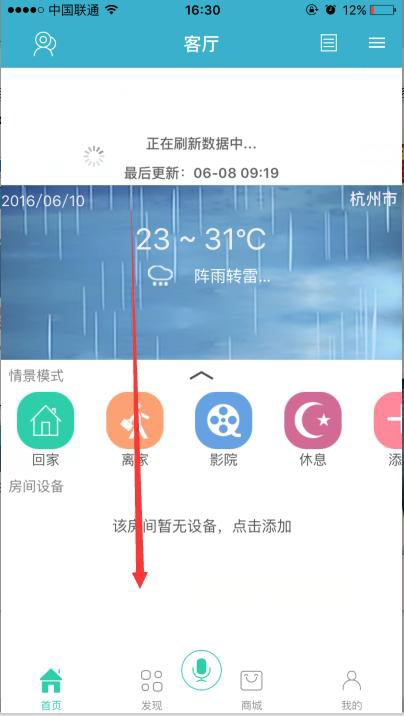 中国联通 16:30 12%
客厅
正在刷新数据中...
最后更新：06-08 09:19
2016/06/10 杭州市
23 ~ 31℃
阵雨转雷...
情景模式
回家 离家 影院 休息 添
房间设备
该房间暂无设备，点击添加
首页 发现 商城 我的